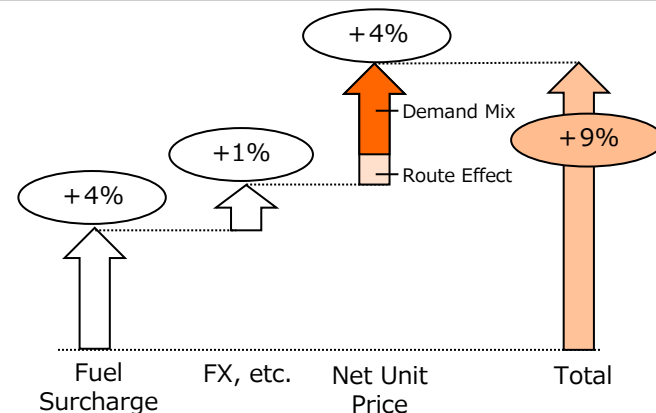 +4%
Demand Mix
+1%
+9%
Route Effect
+4%
Fuel
Surcharge
FX, etc.
Net Unit
Price
Total